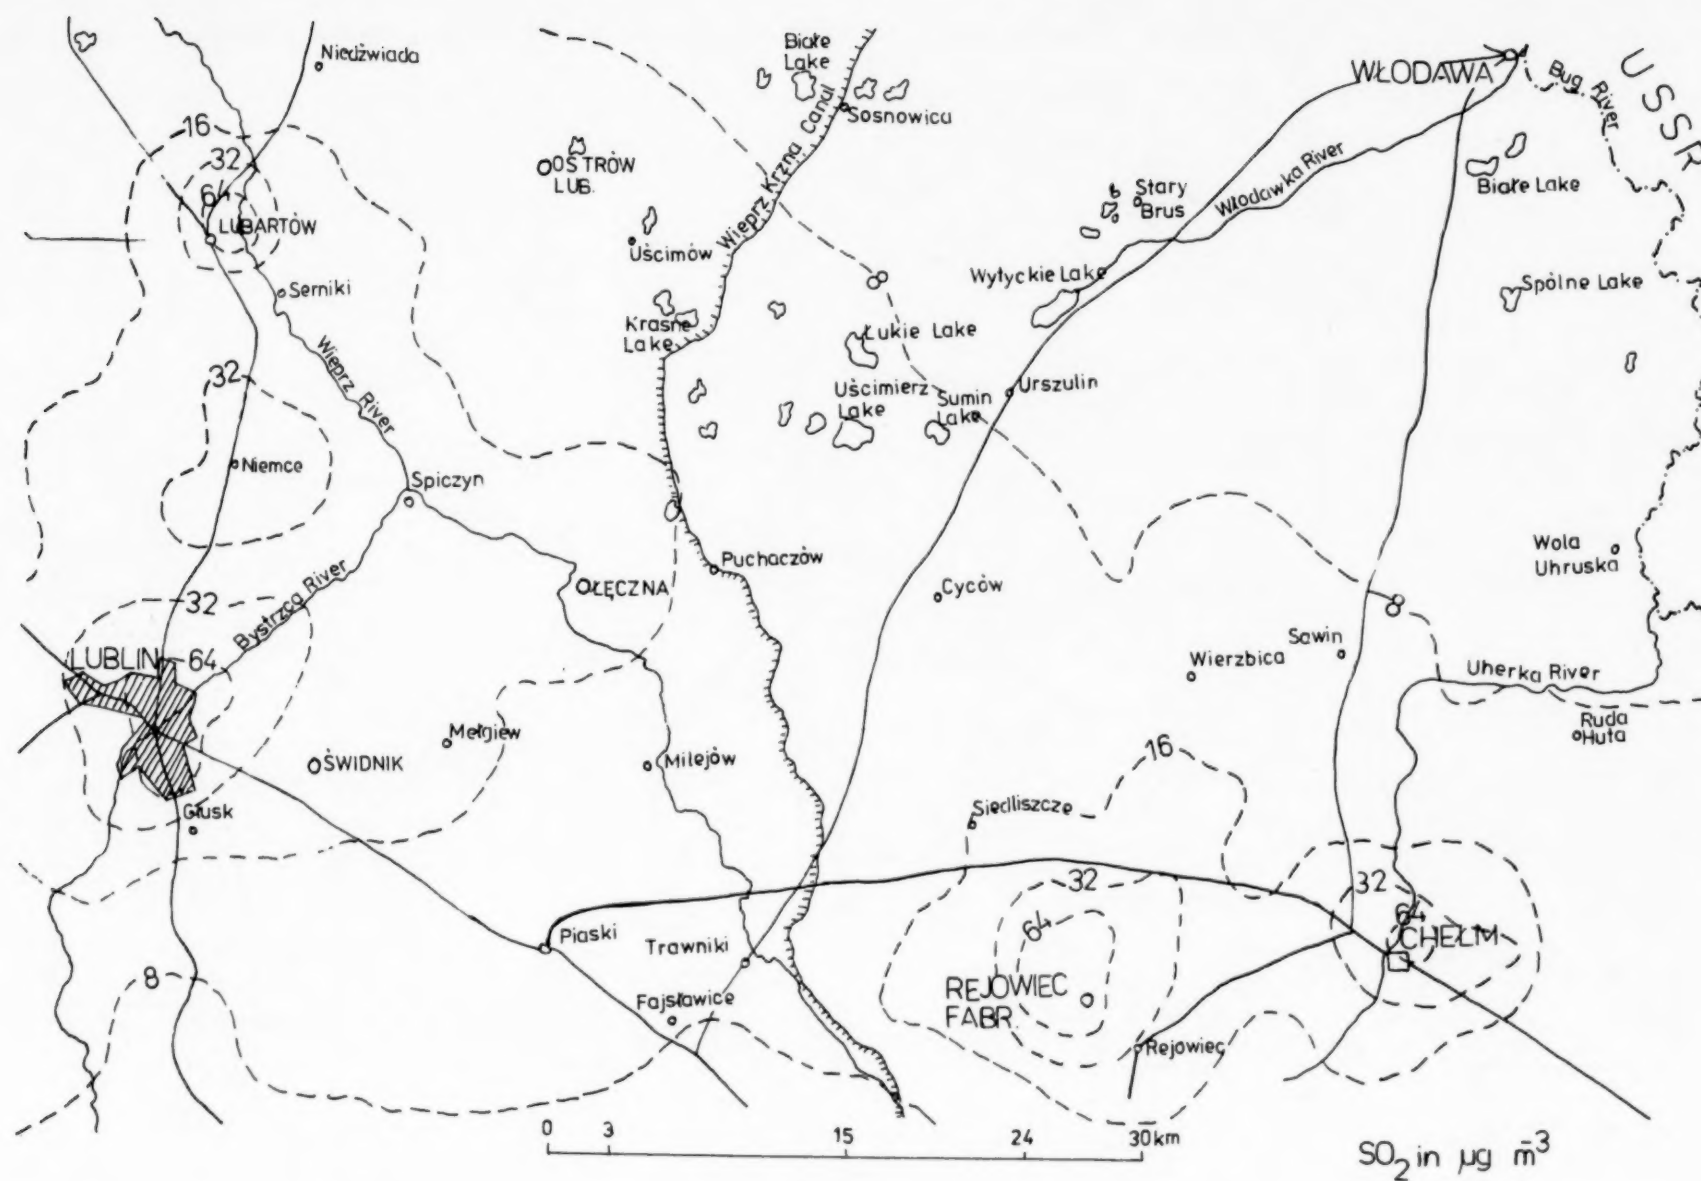 Niedźwiada
Białe
Lake
WŁODAWA
Bug
River
USSR
16
32
64
LUBARTÓW
Serniki
OSTRÓW
LUB.
Uścimów
Wieprz Krzna Canal
Sosnowica
Stary
Brus
Włodawka River
Białe Lake
Wytyckie Lake
Spólne Lake
8
Krasne
Lake
Łukie Lake
Wieprz River
32
Uścimierz
Lake
Sumin
Lake
Urszulin
Niemce
Spiczyn
0
Puchaczów
Wola
Uhruska
ŁĘCZNA
Cyców
8
Bystrzca River
32
LUBLIN
64
Wierzbica
Sawin
Uherka River
Ruda
Huta
Mełgiew
ŚWIDNIK
Milejów
16
Głusk
Siedliszcze
32
32
64
64
CHEŁM
Piaski
Trawniki
8
Fajsławice
REJOWIEC
FABR.
Rejowiec
0 3 15 24 30km
SO2 in µg m-3